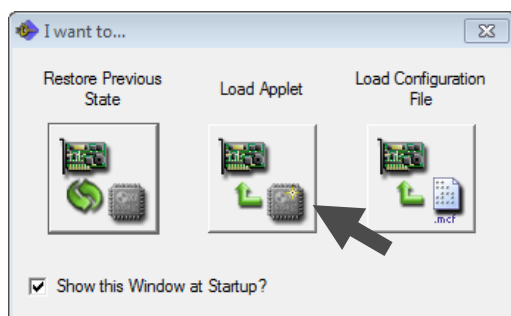 I want to...
Restore Previous
State
Load Applet
Load Configuration
File
.mcf
Show this Window at Startup?